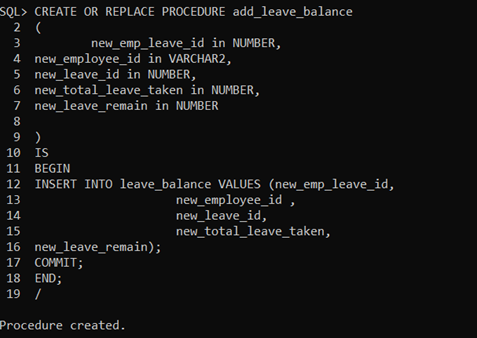 SQL> CREATE OR REPLACE PROCEDURE add_leave_balance
2 (
3 new_emp_leave_id in NUMBER,
4 new_employee_id in VARCHAR2,
5 new_leave_id in NUMBER,
6 new_total_leave_taken in NUMBER,
7 new_leave_remain in NUMBER
8
9 )
10 IS
11 BEGIN
12 INSERT INTO leave_balance VALUES (new_emp_leave_id,
13 new_employee_id ,
14 new_leave_id,
15 new_total_leave_taken,
16 new_leave_remain);
17 COMMIT;
18 END;
19 /
Procedure created.